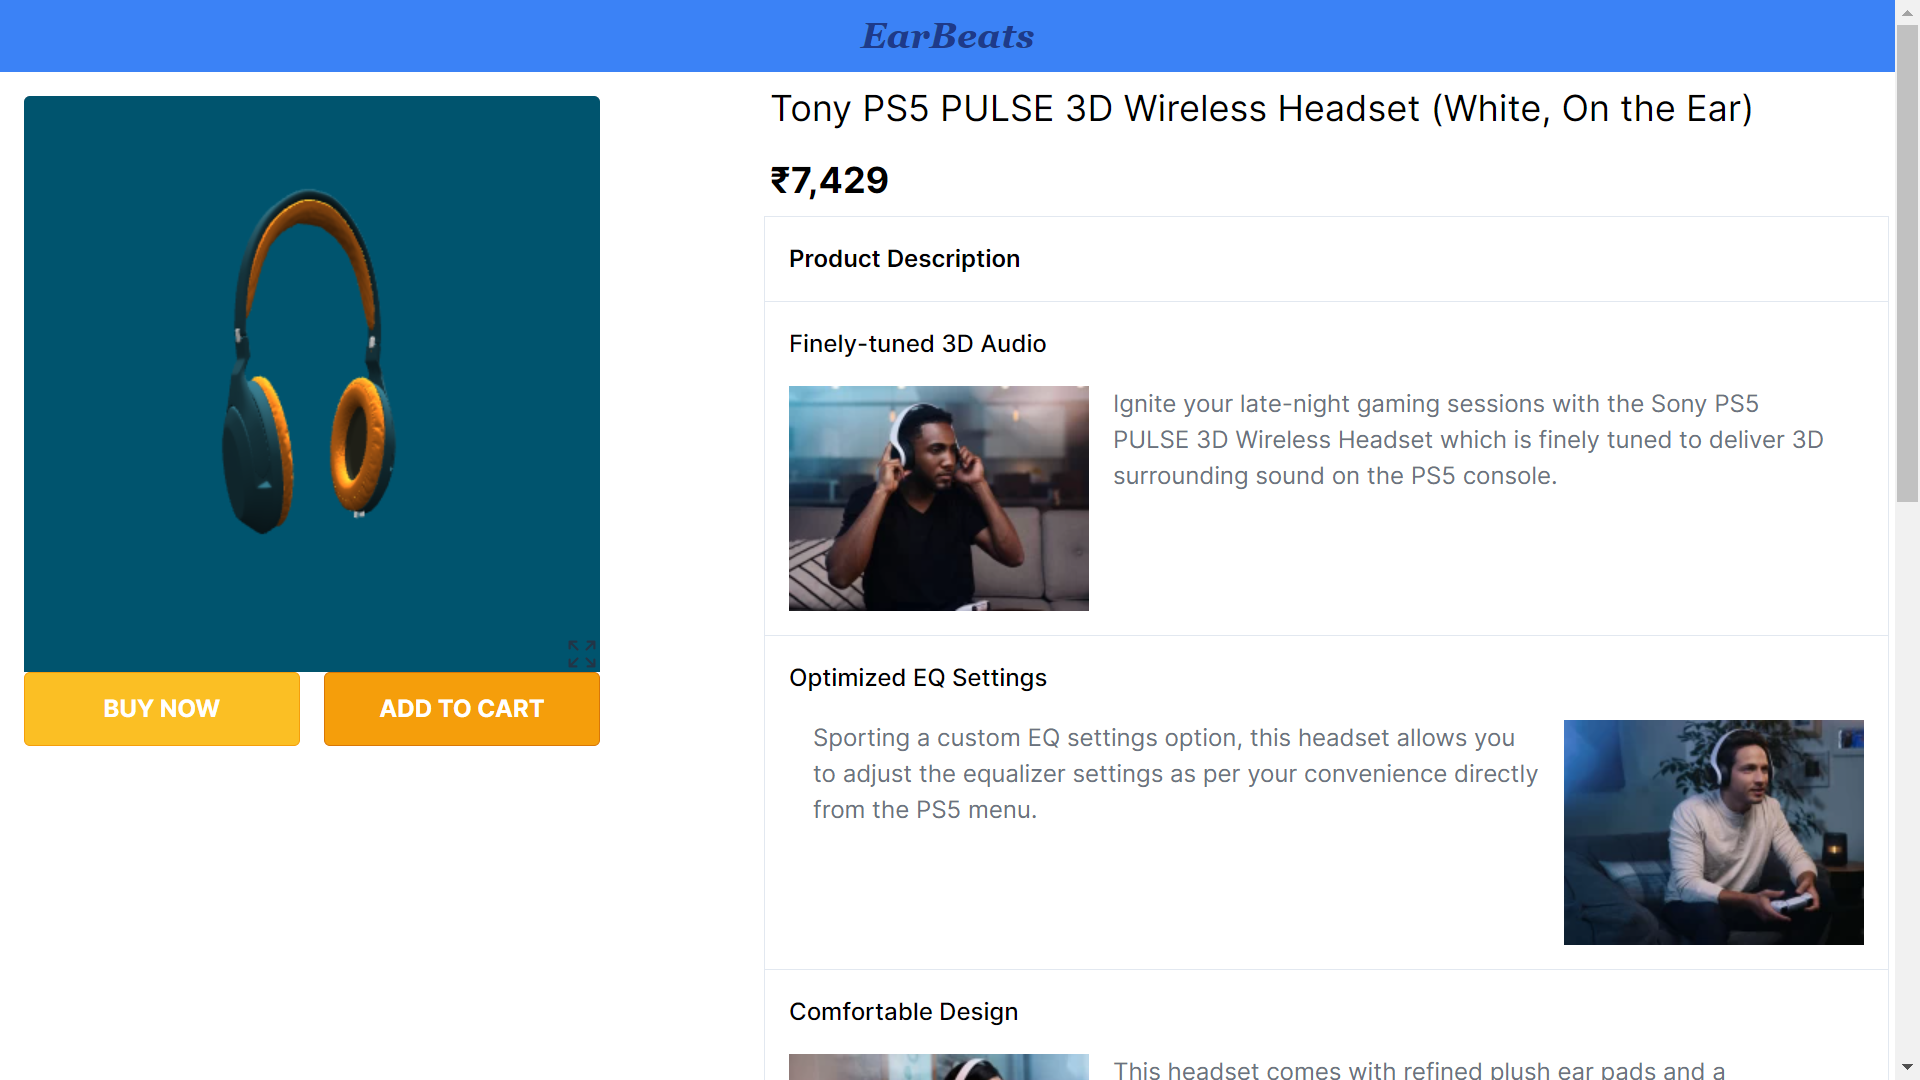 EarBeats
Tony PS5 PULSE 3D Wireless Headset (White, On the Ear)
₹7,429
Product Description
Finely-tuned 3D Audio
Ignite your late-night gaming sessions with the Sony PS5
PULSE 3D Wireless Headset which is finely tuned to deliver 3D
surrounding sound on the PS5 console.
BUY NOW
ADD TO CART
Optimized EQ Settings
Sporting a custom EQ settings option, this headset allows you
to adjust the equalizer settings as per your convenience directly
from the PS5 menu.
Comfortable Design
This headset comes with refined plush ear pads and a